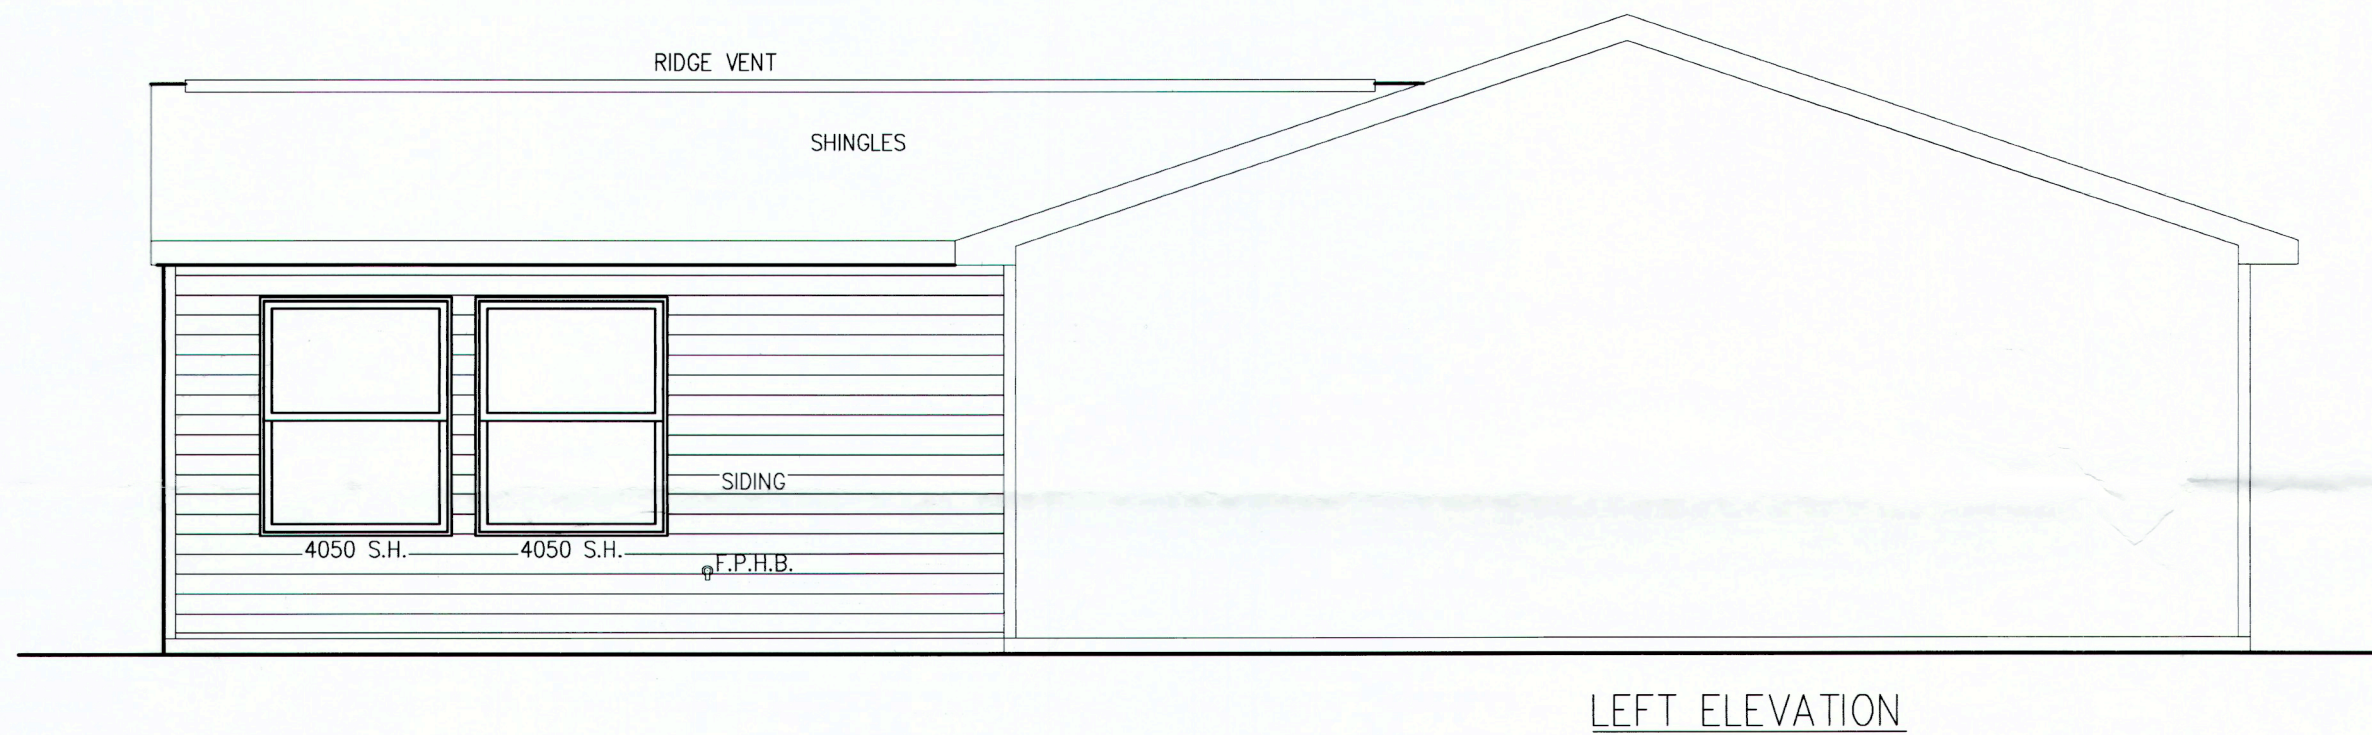 RIDGE VENT
SHINGLES
SIDING
4050 S.H.
4050 S.H.
F.P.H.B.
LEFT ELEVATION